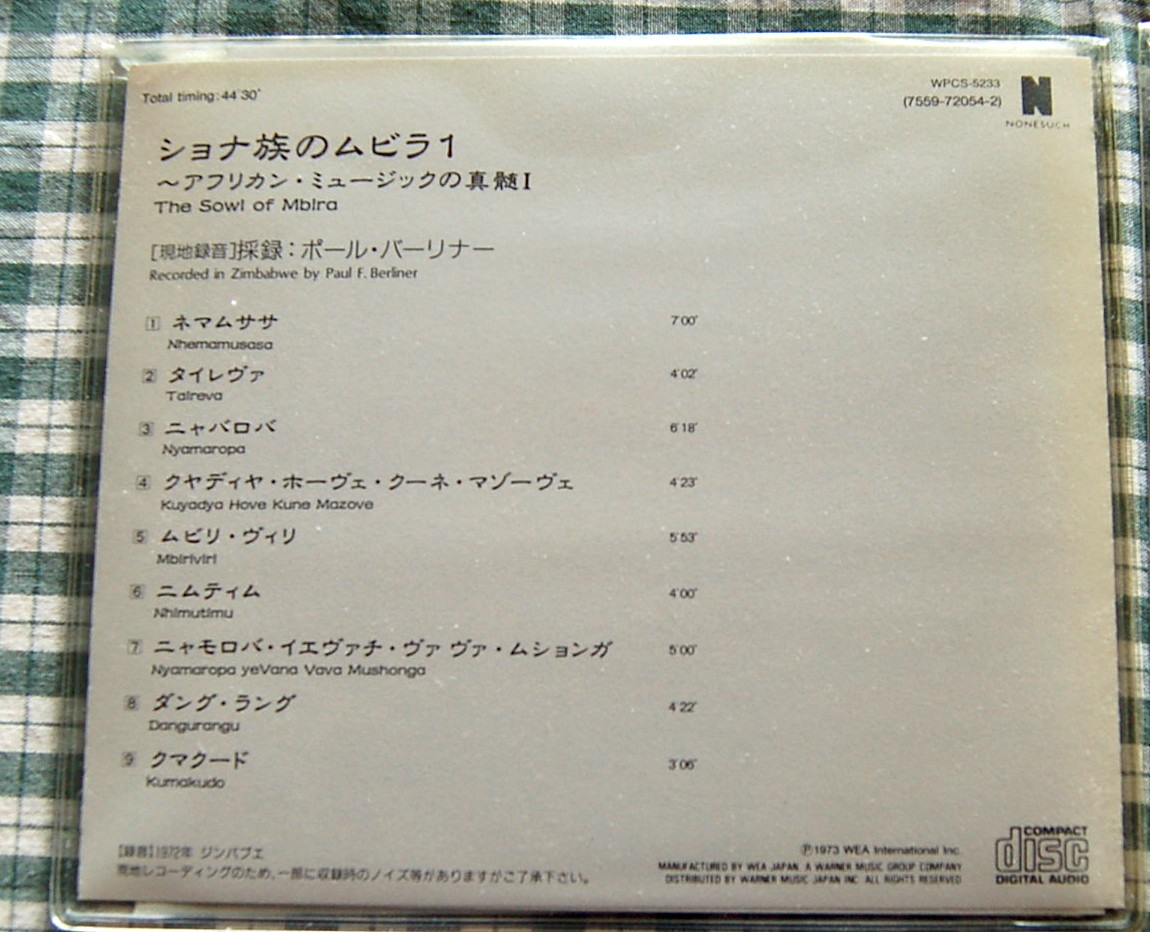 Total timing:44'30"
WPCS-5233
(7559-72054-2)
NONESUCH
ショナ族のムビラ1
～アフリカン・ミュージックの真髄I
The Sowl of Mbira
[現地録音]採録：ポール・バーリナー
Recorded in Zimbabwe by Paul F. Berliner
1 ネマムササ 7'00"
Nhemamusasa
2 タイレヴァ 4'02"
Taireva
3 ニャバロバ 6'18"
Nyamaropa
4 クヤディヤ・ホーヴェ・クーネ・マゾーヴェ 4'23"
Kuyadya Hove Kune Mazove
5 ムビリ・ヴィリ 5'53"
Mbiriviri
6 ニムティム 4'00"
Nhimutimu
7 ニャモロバ・イエヴァナ・ヴァ ヴァ・ムションガ 5'00"
Nyamaropa yeVana Vava Mushonga
8 ダング・ラング 4'22"
Dangurangu
9 クマクード 3'06"
Kumakudo
【録音】1972年 ジンバブエ
現地レコーディングのため、一部に収録時のノイズ等がありますがご了承下さい。
Ⓟ1973 WEA International Inc.
MANUFACTURED BY WEA JAPAN. A WARNER MUSIC GROUP COMPANY
DISTRIBUTED BY WARNER MUSIC JAPAN INC. ALL RIGHTS RESERVED
COMPACT
disc
DIGITAL AUDIO